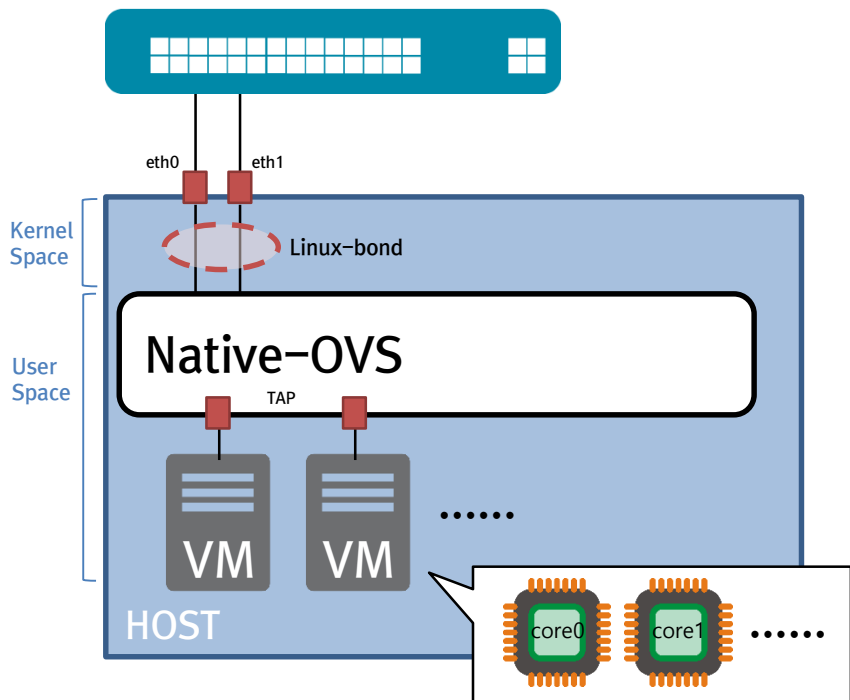 eth0
eth1
Kernel
Space
Linux-bond
Native-OVS
User
Space
TAP
VM
VM
......
HOST
core0
core1
......